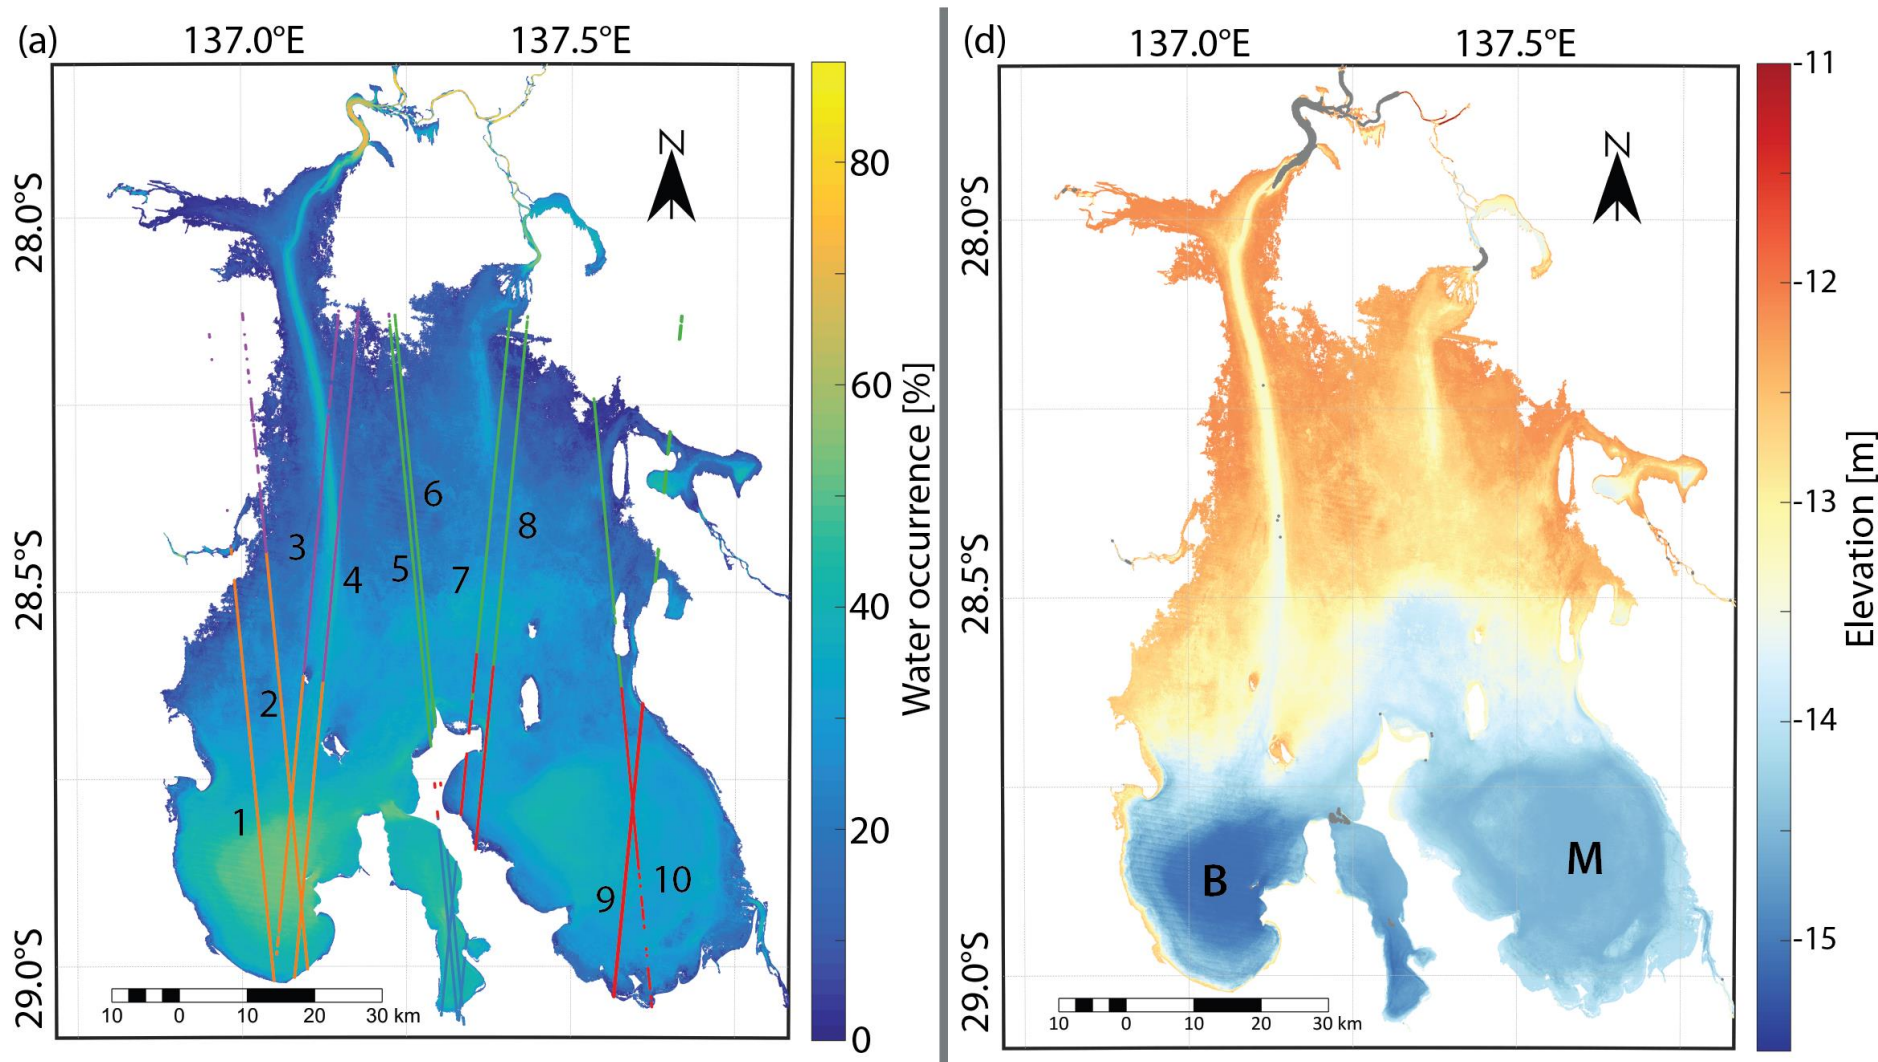 (a)
137.0°E 137.5°E
N
28.0°S
28.5°S
29.0°S
1
2
3
4
5
6
7
8
9
10
10 0 10 20 30 km
80
60
40
20
0
Water occurrence [%]
(d)
137.0°E 137.5°E
N
28.0°S
28.5°S
29.0°S
B
M
10 0 10 20 30 km
-11
-12
-13
-14
-15
Elevation [m]